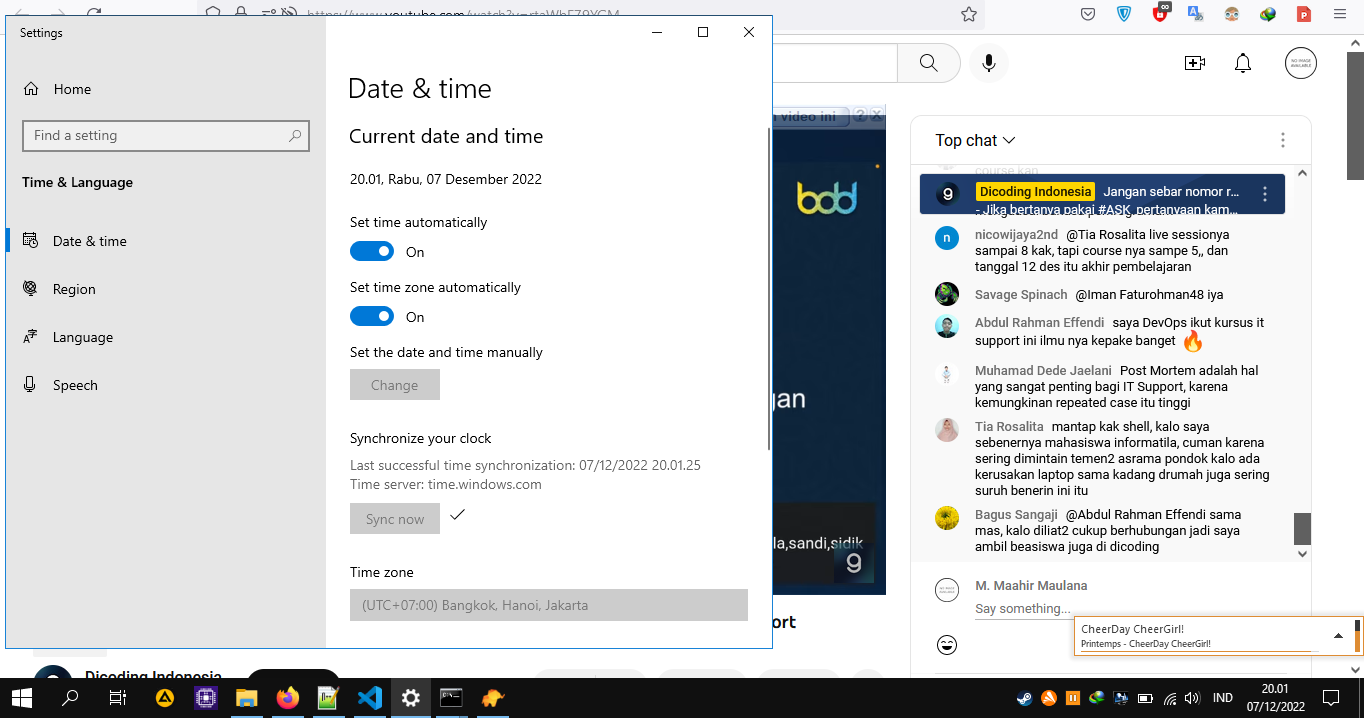 https://www.youtube.com/watch?v=rtaWbFZ9YGM
Settings
Home
Find a setting
Time & Language
Date & time
Region
Language
Speech
Date & time
Current date and time
20.01, Rabu, 07 Desember 2022
Set time automatically
On
Set time zone automatically
On
Set the date and time manually
Change
Synchronize your clock
Last successful time synchronization: 07/12/2022 20.01.25
Time server: time.windows.com
Sync now
Time zone
(UTC+07:00) Bangkok, Hanoi, Jakarta
video ini
bdd
gan
la,sandi,sidik
g
ort
Dicoding Indonesia
NO IMAGE
AVAILABLE
Top chat
course kan
Dicoding Indonesia Jangan sebar nomor r...
- Jika bertanya pakai #ASK, pertanyaan kam...
nicowijaya2nd @Tia Rosalita live sessionya
sampai 8 kak, tapi course nya sampe 5,, dan
tanggal 12 des itu akhir pembelajaran
Savage Spinach @Iman Faturohman48 iya
Abdul Rahman Effendi saya DevOps ikut kursus it
support ini ilmu nya kepake banget 🔥
Muhamad Dede Jaelani Post Mortem adalah hal
yang sangat penting bagi IT Support, karena
kemungkinan repeated case itu tinggi
Tia Rosalita mantap kak shell, kalo saya
sebenernya mahasiswa informatila, cuman karena
sering dimintain temen2 asrama pondok kalo ada
kerusakan laptop sama kadang drumah juga sering
suruh benerin ini itu
Bagus Sangaji @Abdul Rahman Effendi sama
mas, kalo diliat2 cukup berhubungan jadi saya
ambil beasiswa juga di dicoding
M. Maahir Maulana
Say something...
CheerDay CheerGirl!
Printemps - CheerDay CheerGirl!
IND
20.01
07/12/2022